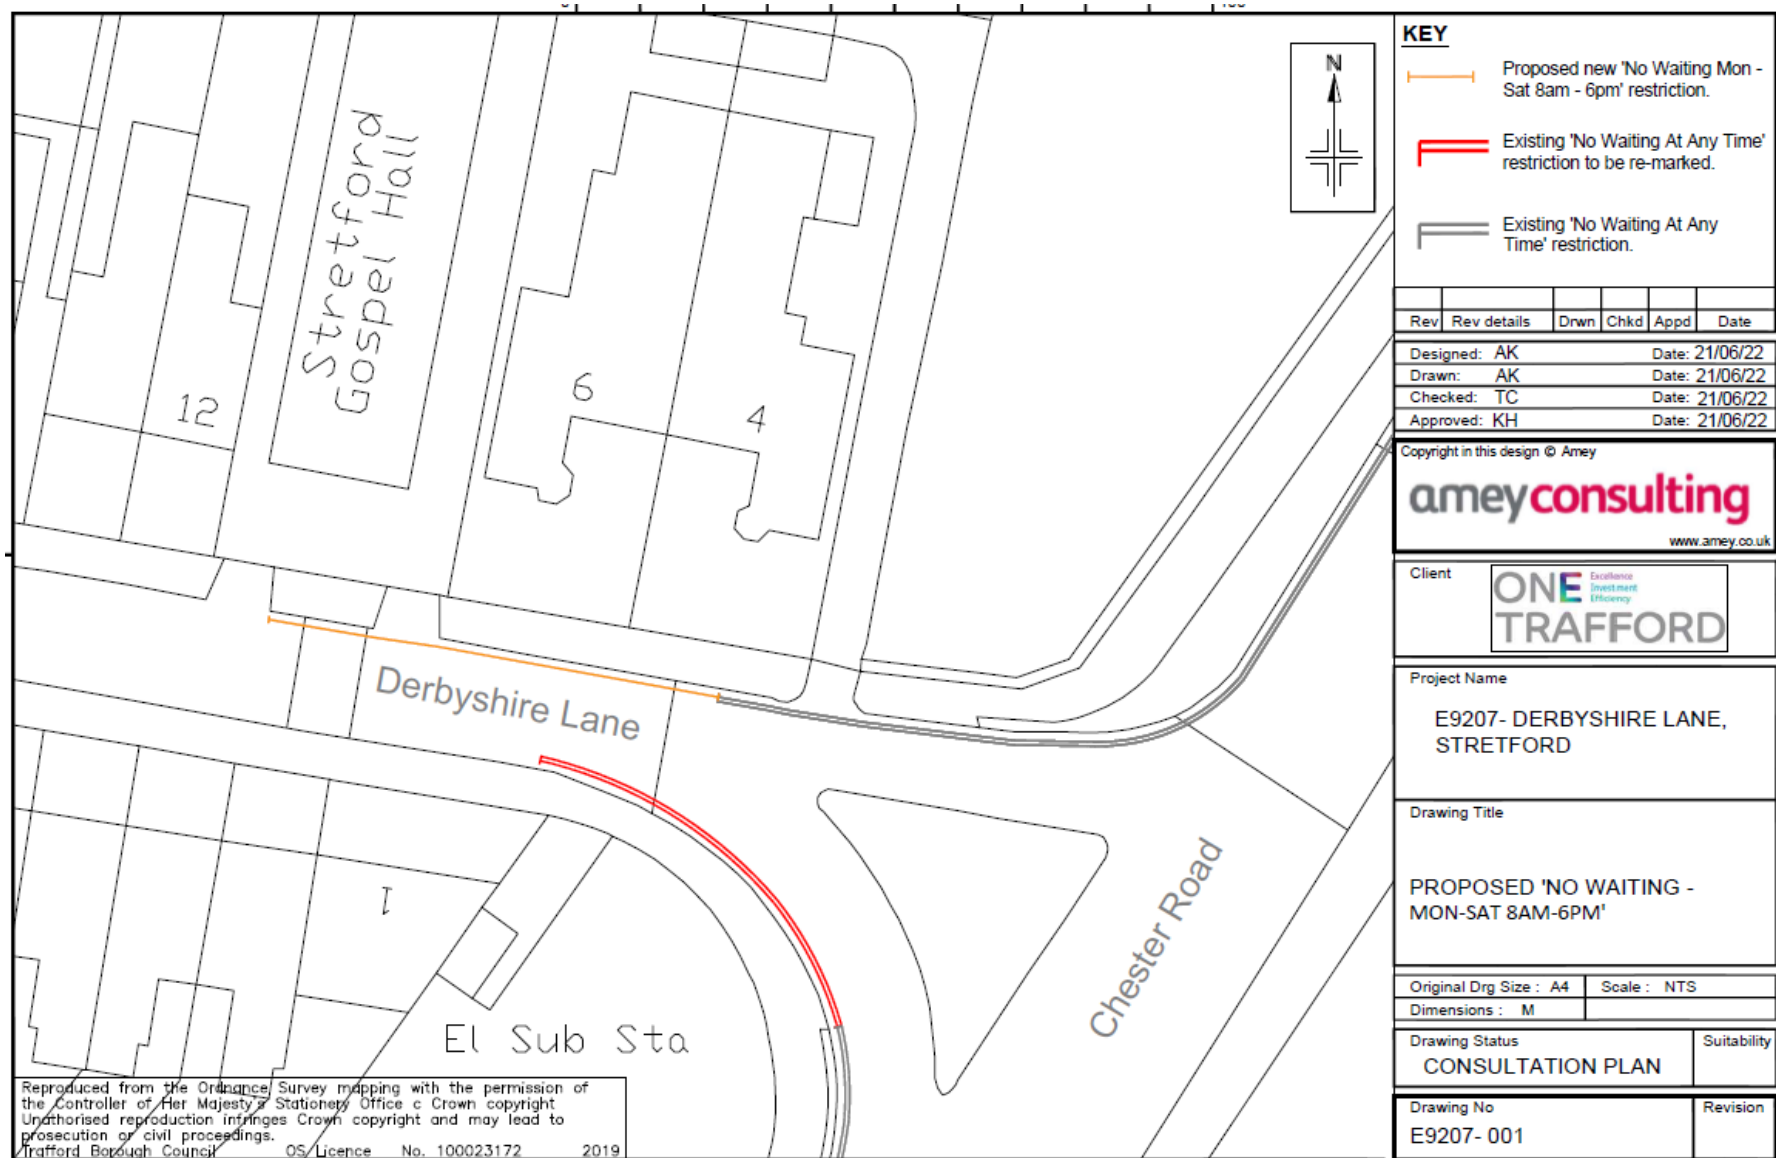 KEY
Proposed new 'No Waiting Mon -
Sat 8am - 6pm' restriction.
Existing 'No Waiting At Any Time'
restriction to be re-marked.
Existing 'No Waiting At Any
Time' restriction.
Rev Rev details Drwn Chkd Appd Date
Designed: AK Date: 21/06/22
Drawn: AK Date: 21/06/22
Checked: TC Date: 21/06/22
Approved: KH Date: 21/06/22
Copyright in this design © Amey
ameyconsulting
www.amey.co.uk
Client
ONE
Excellence
Investment
Efficiency
TRAFFORD
Project Name
E9207- DERBYSHIRE LANE,
STRETFORD
Drawing Title
PROPOSED 'NO WAITING -
MON-SAT 8AM-6PM'
Original Drg Size : A4 Scale : NTS
Dimensions : M
Drawing Status Suitability
CONSULTATION PLAN
Drawing No Revision
E9207- 001
N
Stretford
Gospel Hall
12
6
4
Derbyshire Lane
1
Chester Road
El Sub Sta
Reproduced from the Ordnance Survey mapping with the permission of
the Controller of Her Majesty's Stationery Office c Crown copyright
Unathorised reproduction infringes Crown copyright and may lead to
prosecution or civil proceedings.
Trafford Borough Council OS Licence No. 100023172 2019